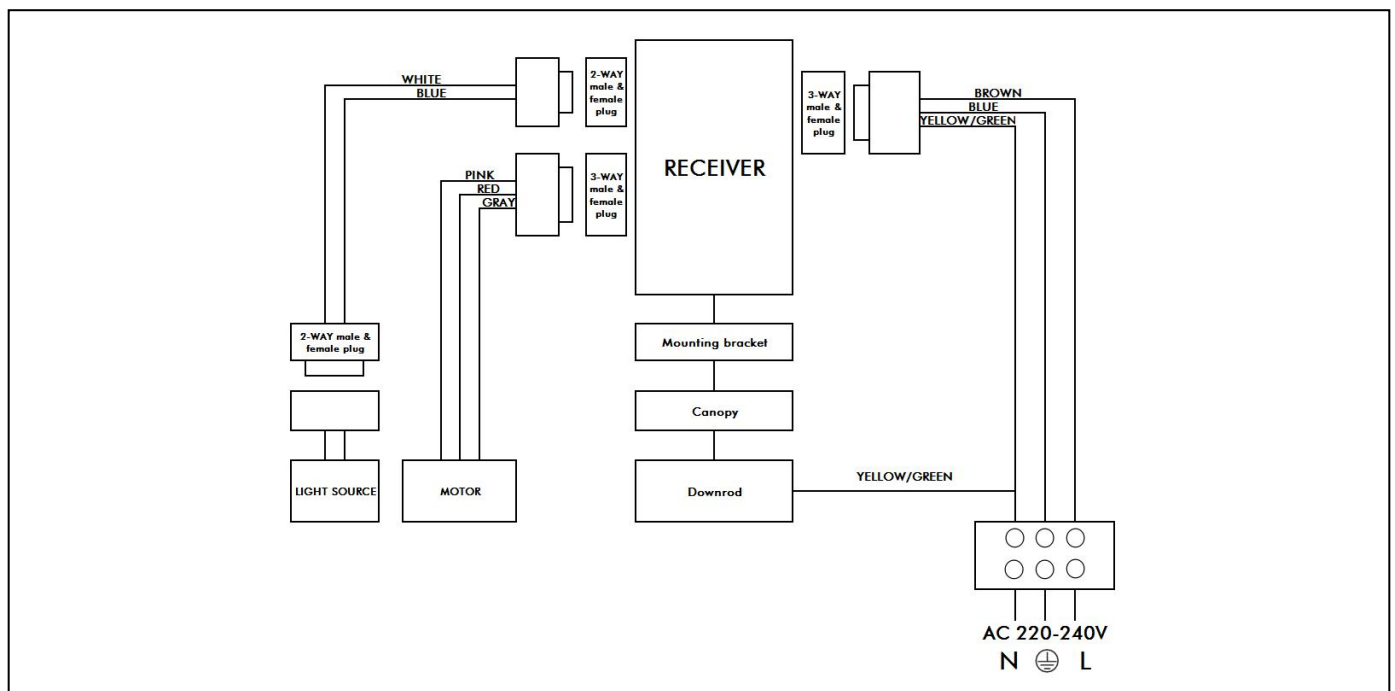 WHITE
BLUE
2-WAY
male &
female
plug
PINK
RED
GRAY
3-WAY
male &
female
plug
RECEIVER
3-WAY
male &
female
plug
BROWN
BLUE
YELLOW/GREEN
2-WAY male &
female plug
LIGHT SOURCE
MOTOR
Mounting bracket
Canopy
Downrod
YELLOW/GREEN
AC 220-240V
N L